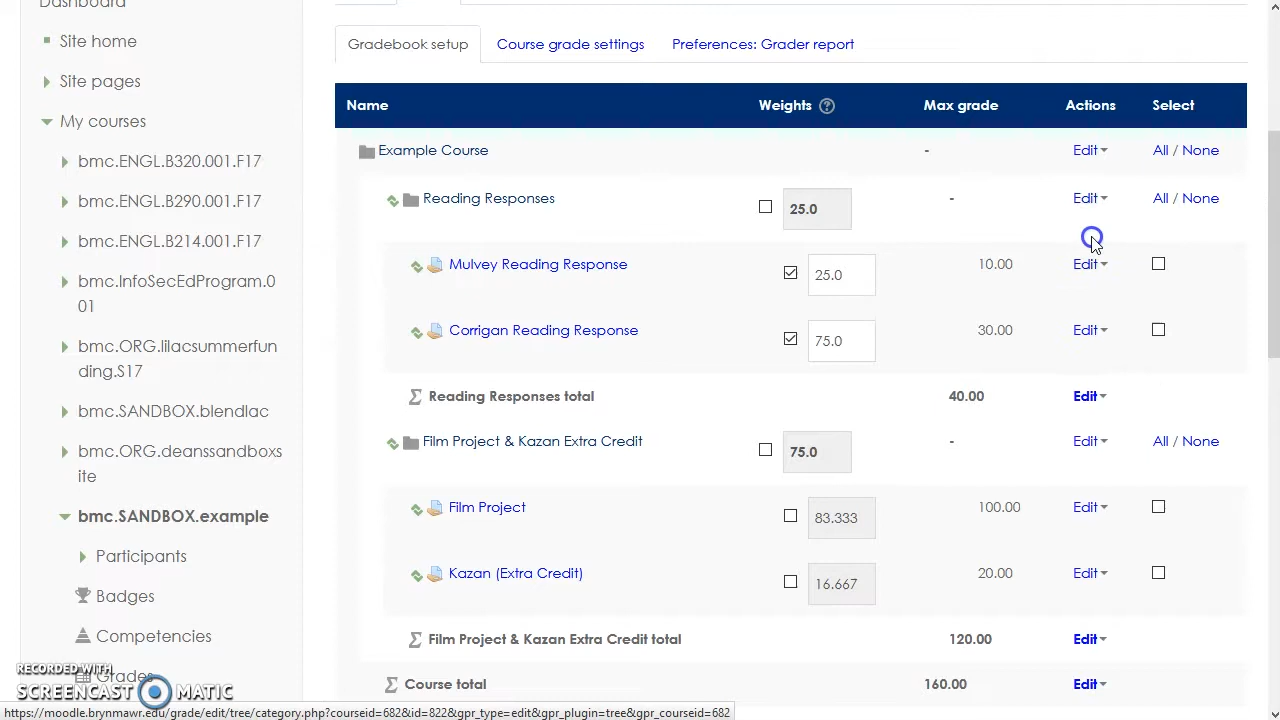 Dashboard
Site home
Site pages
My courses
bmc.ENGL.B320.001.F17
bmc.ENGL.B290.001.F17
bmc.ENGL.B214.001.F17
bmc.InfoSecEdProgram.0
01
bmc.ORG.lilacsummerfun
ding.S17
bmc.SANDBOX.blendlac
bmc.ORG.deanssandboxs
ite
bmc.SANDBOX.example
Participants
Badges
Competencies
Grades
RECORDED WITH
SCREENCAST MATIC
Gradebook setup Course grade settings Preferences: Grader report
Name Weights ? Max grade Actions Select
Example Course - Edit All / None
Reading Responses 25.0 - Edit All / None
Mulvey Reading Response 25.0 10.00 Edit
Corrigan Reading Response 75.0 30.00 Edit
Reading Responses total 40.00 Edit
Film Project & Kazan Extra Credit 75.0 - Edit All / None
Film Project 83.333 100.00 Edit
Kazan (Extra Credit) 16.667 20.00 Edit
Film Project & Kazan Extra Credit total 120.00 Edit
Course total 160.00 Edit
https://moodle.brynmawr.edu/grade/edit/tree/category.php?courseid=682&id=822&gpr_type=edit&gpr_plugin=tree&gpr_courseid=682